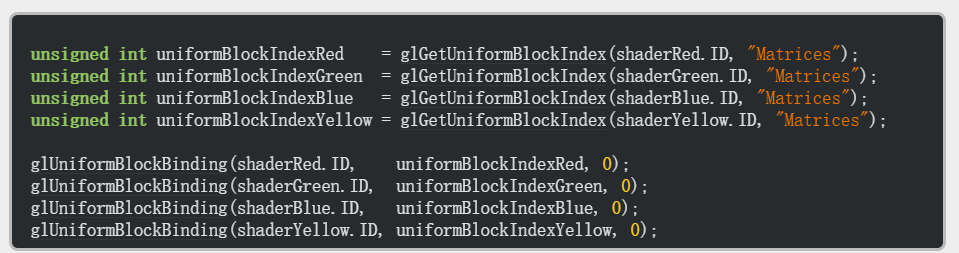 unsigned int uniformBlockIndexRed    = glGetUniformBlockIndex(shaderRed.ID, "Matrices");
unsigned int uniformBlockIndexGreen  = glGetUniformBlockIndex(shaderGreen.ID, "Matrices");
unsigned int uniformBlockIndexBlue   = glGetUniformBlockIndex(shaderBlue.ID, "Matrices");
unsigned int uniformBlockIndexYellow = glGetUniformBlockIndex(shaderYellow.ID, "Matrices");
glUniformBlockBinding(shaderRed.ID,    uniformBlockIndexRed, 0);
glUniformBlockBinding(shaderGreen.ID,  uniformBlockIndexGreen, 0);
glUniformBlockBinding(shaderBlue.ID,   uniformBlockIndexBlue, 0);
glUniformBlockBinding(shaderYellow.ID, uniformBlockIndexYellow, 0);